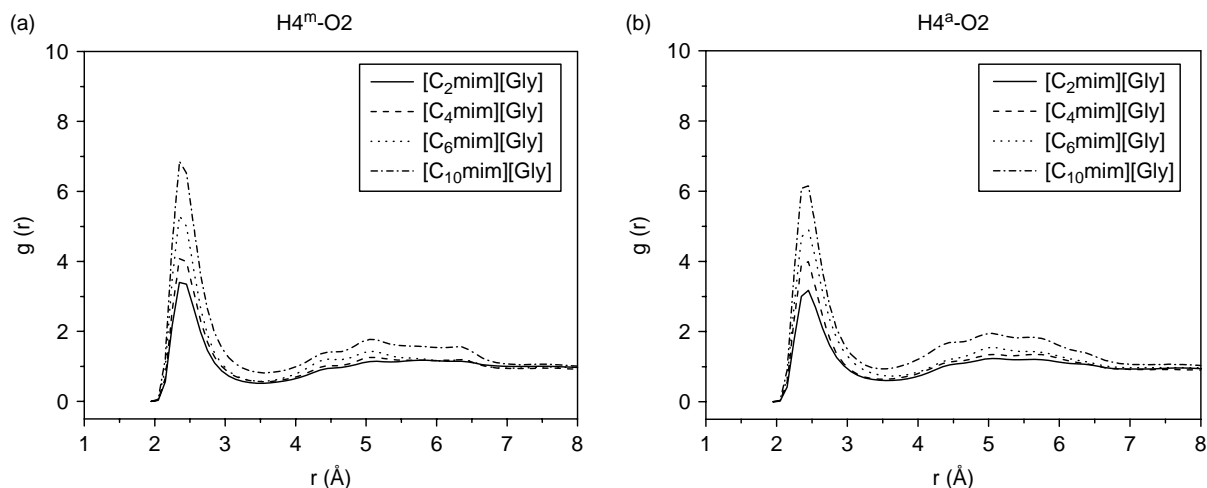 (a)
H4ᵐ-O2
10
8
6
4
2
0
g (r)
1 2 3 4 5 6 7 8
r (Å)
[C₂mim][Gly]
[C₄mim][Gly]
[C₆mim][Gly]
[C₁₀mim][Gly]
(b)
H4ᵃ-O2
10
8
6
4
2
0
g (r)
1 2 3 4 5 6 7 8
r (Å)
[C₂mim][Gly]
[C₄mim][Gly]
[C₆mim][Gly]
[C₁₀mim][Gly]